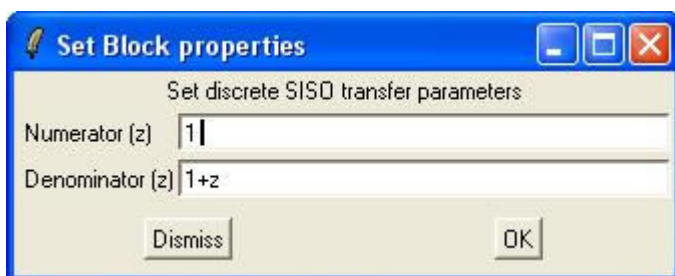 Set Block properties
Set discrete SISO transfer parameters
Numerator (z) 1
Denominator (z) 1+z
Dismiss OK